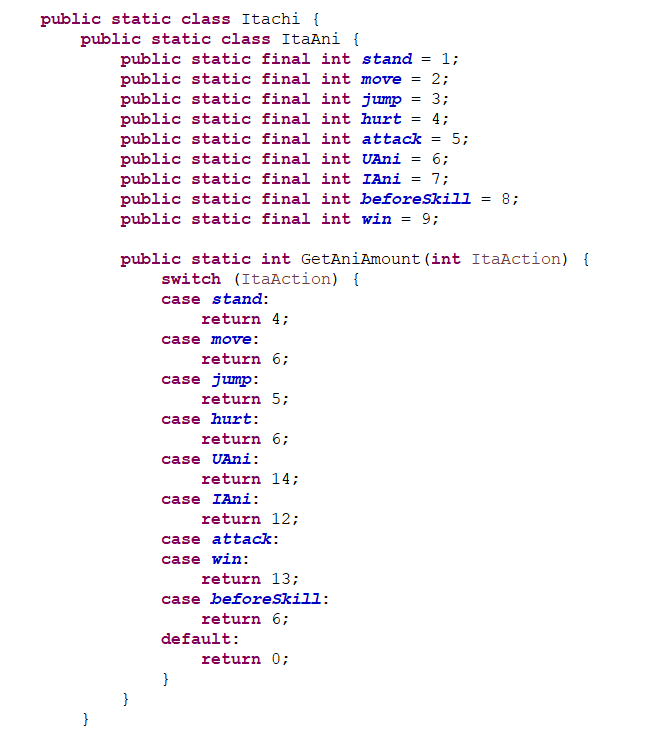 public static class Itachi {
    public static class ItaAni {
        public static final int stand = 1;
        public static final int move = 2;
        public static final int jump = 3;
        public static final int hurt = 4;
        public static final int attack = 5;
        public static final int UAni = 6;
        public static final int IAni = 7;
        public static final int beforeSkill = 8;
        public static final int win = 9;

        public static int GetAniAmount(int ItaAction) {
            switch (ItaAction) {
            case stand:
                return 4;
            case move:
                return 6;
            case jump:
                return 5;
            case hurt:
                return 6;
            case UAni:
                return 14;
            case IAni:
                return 12;
            case attack:
            case win:
                return 13;
            case beforeSkill:
                return 6;
            default:
                return 0;
            }
        }
    }